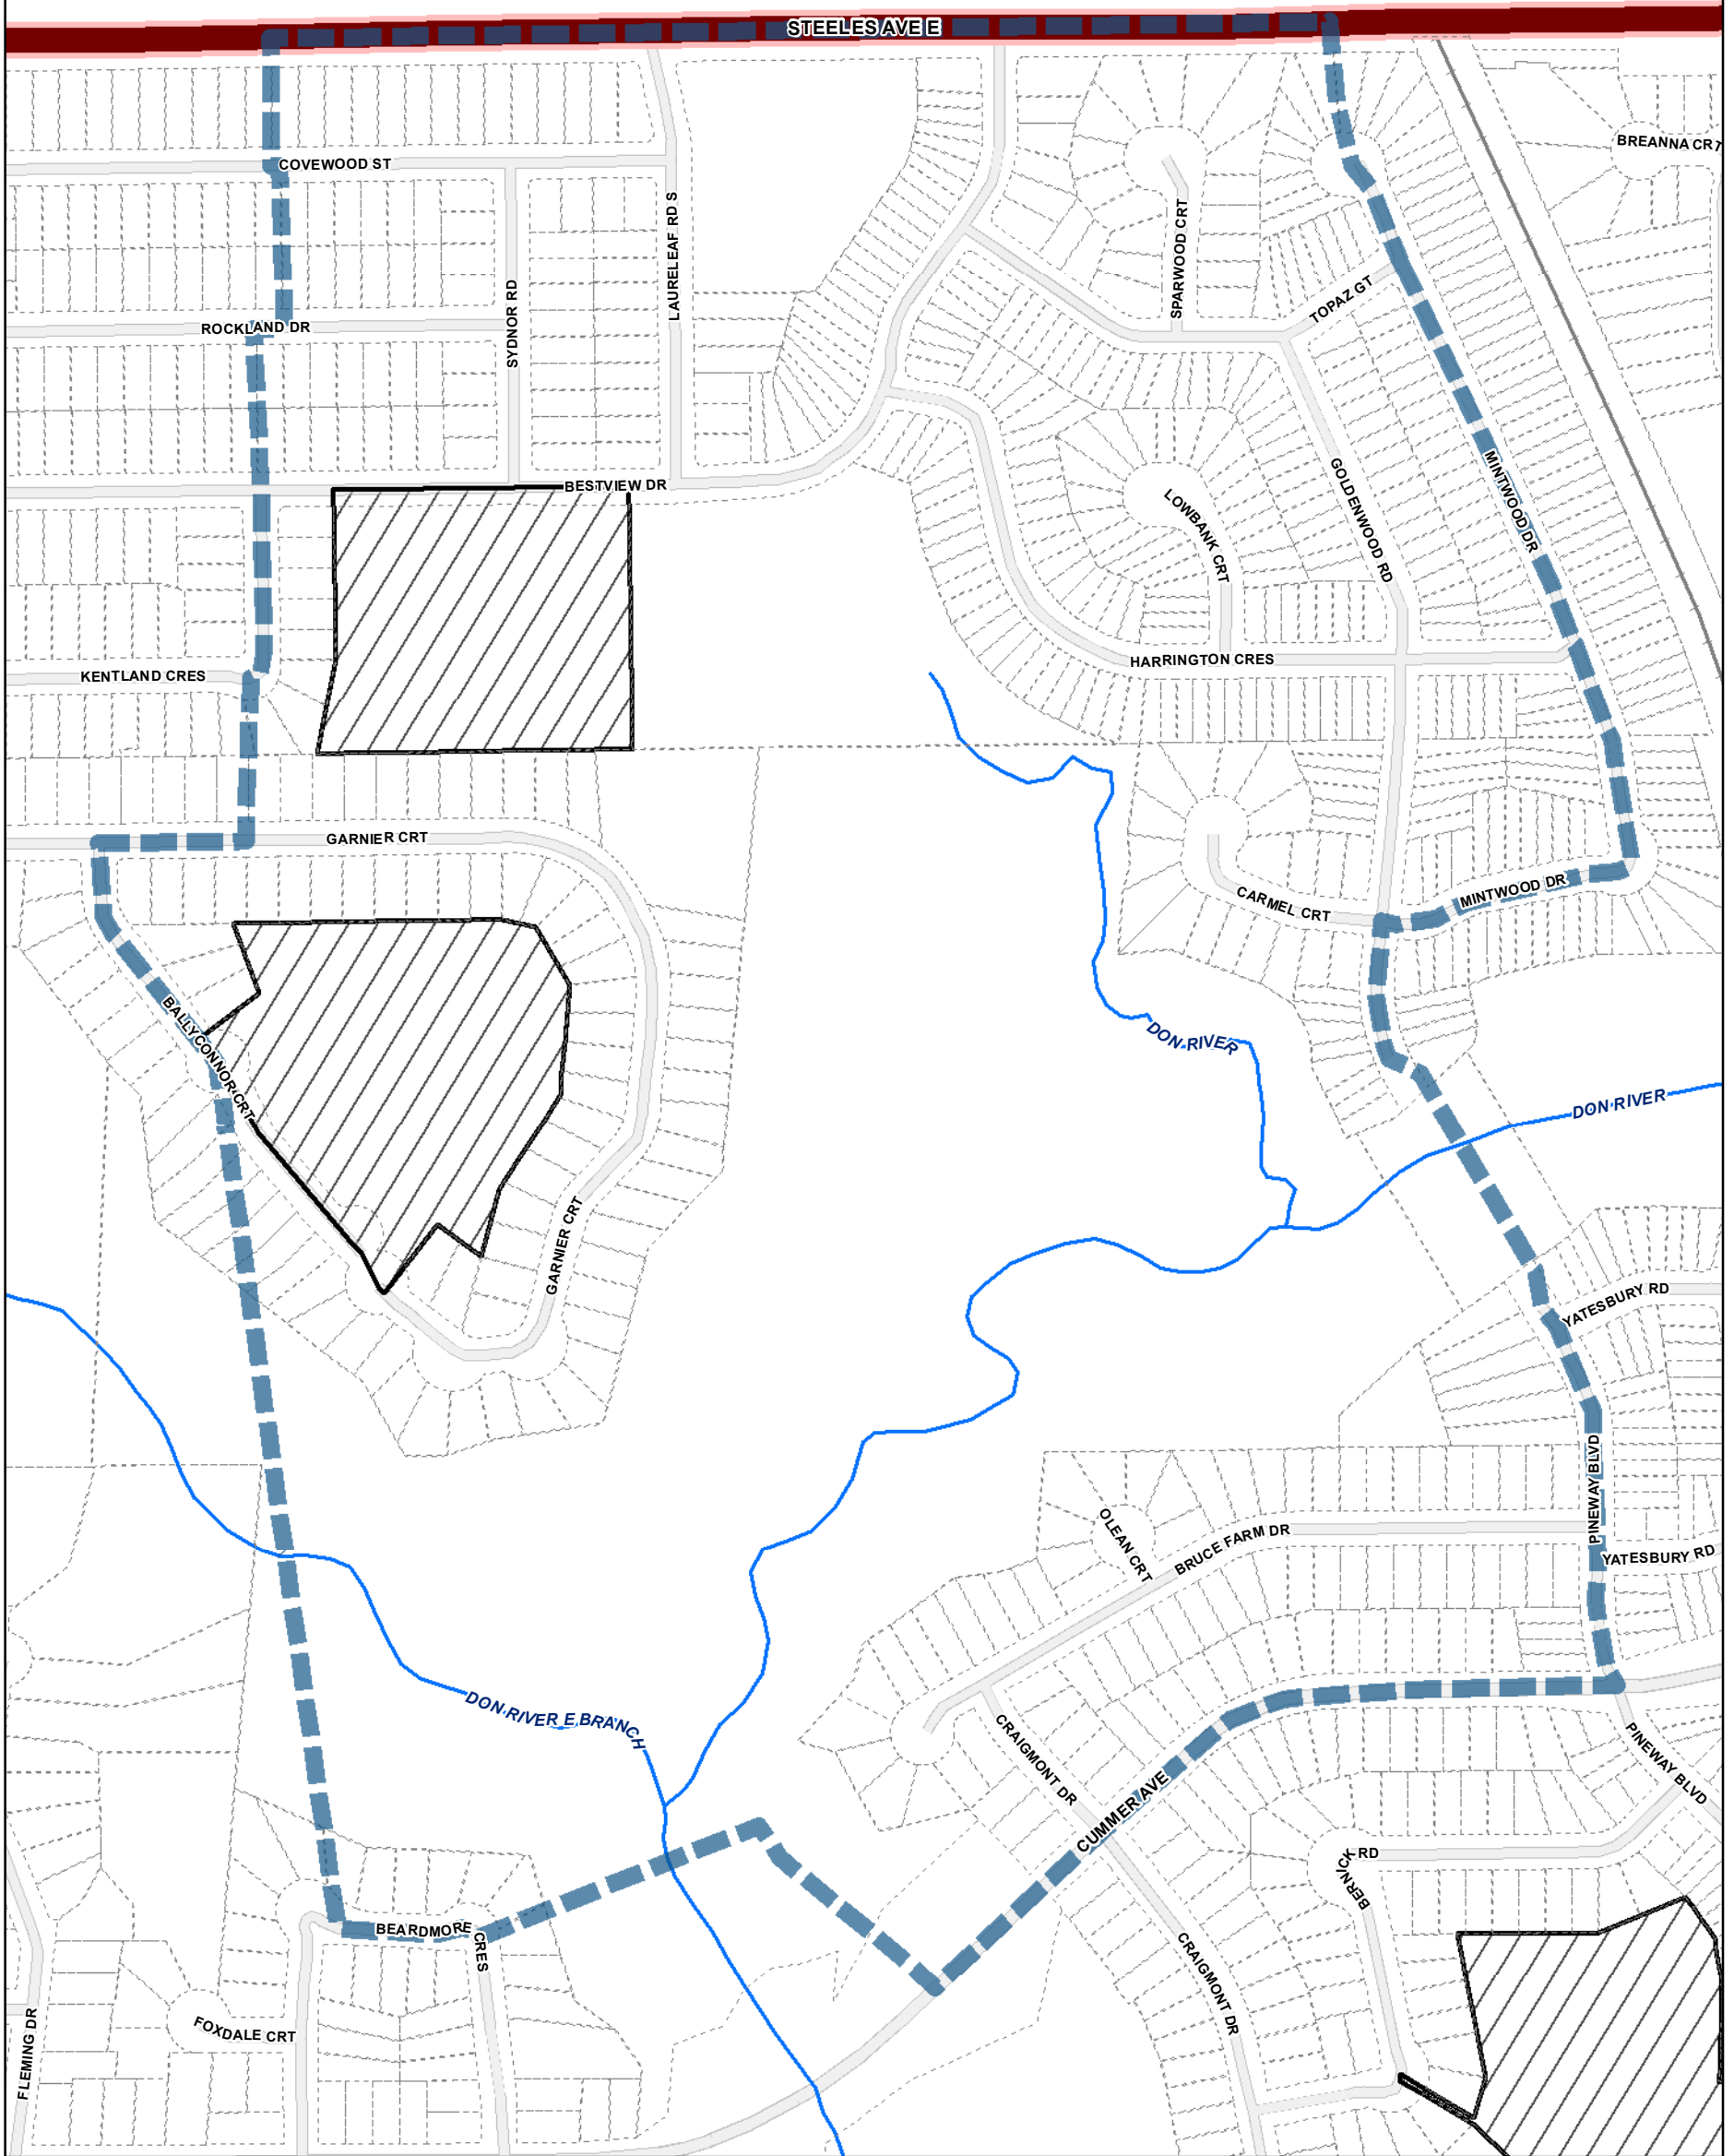 STEELES AVE E
BREANNA CRT
COVEWOOD ST
LAURELEAF RD S
SPARWOOD CRT
TOPAZ GT
ROCKLAND DR
SYDNOR RD
BESTVIEW DR
LOWBANK CRT
GOLDENWOOD RD
MINTWOOD DR
HARRINGTON CRES
KENTLAND CRES
GARNIER CRT
MINTWOOD DR
CARMEL CRT
BALLYCONNOR CRT
DON RIVER
DON RIVER
GARNIER CRT
YATESBURY RD
PINEWAY BLVD
OLEAN CRT
BRUCE FARM DR
YATESBURY RD
DON RIVER E BRANCH
CRAIGMONT DR
CUMMER AVE
PINEWAY BLVD
BERNICK RD
BEARDMORE CRES
CRAIGMONT DR
FOXDALE CRT
FLEMING DR